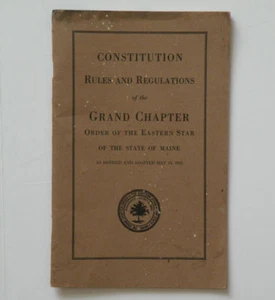 CONSTITUTION
RULES AND REGULATIONS
of the
GRAND CHAPTER
ORDER OF THE EASTERN STAR
OF THE STATE OF MAINE
AS REVISED AND ADOPTED MAY